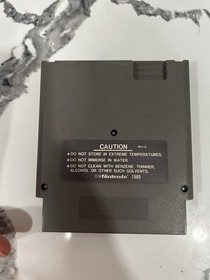 CAUTION
• DO NOT STORE IN EXTREME TEMPERATURES.
• DO NOT IMMERSE IN WATER.
• DO NOT CLEAN WITH BENZENE, THINNER,
ALCOHOL OR OTHER SUCH SOLVENTS.
©Nintendo 1985